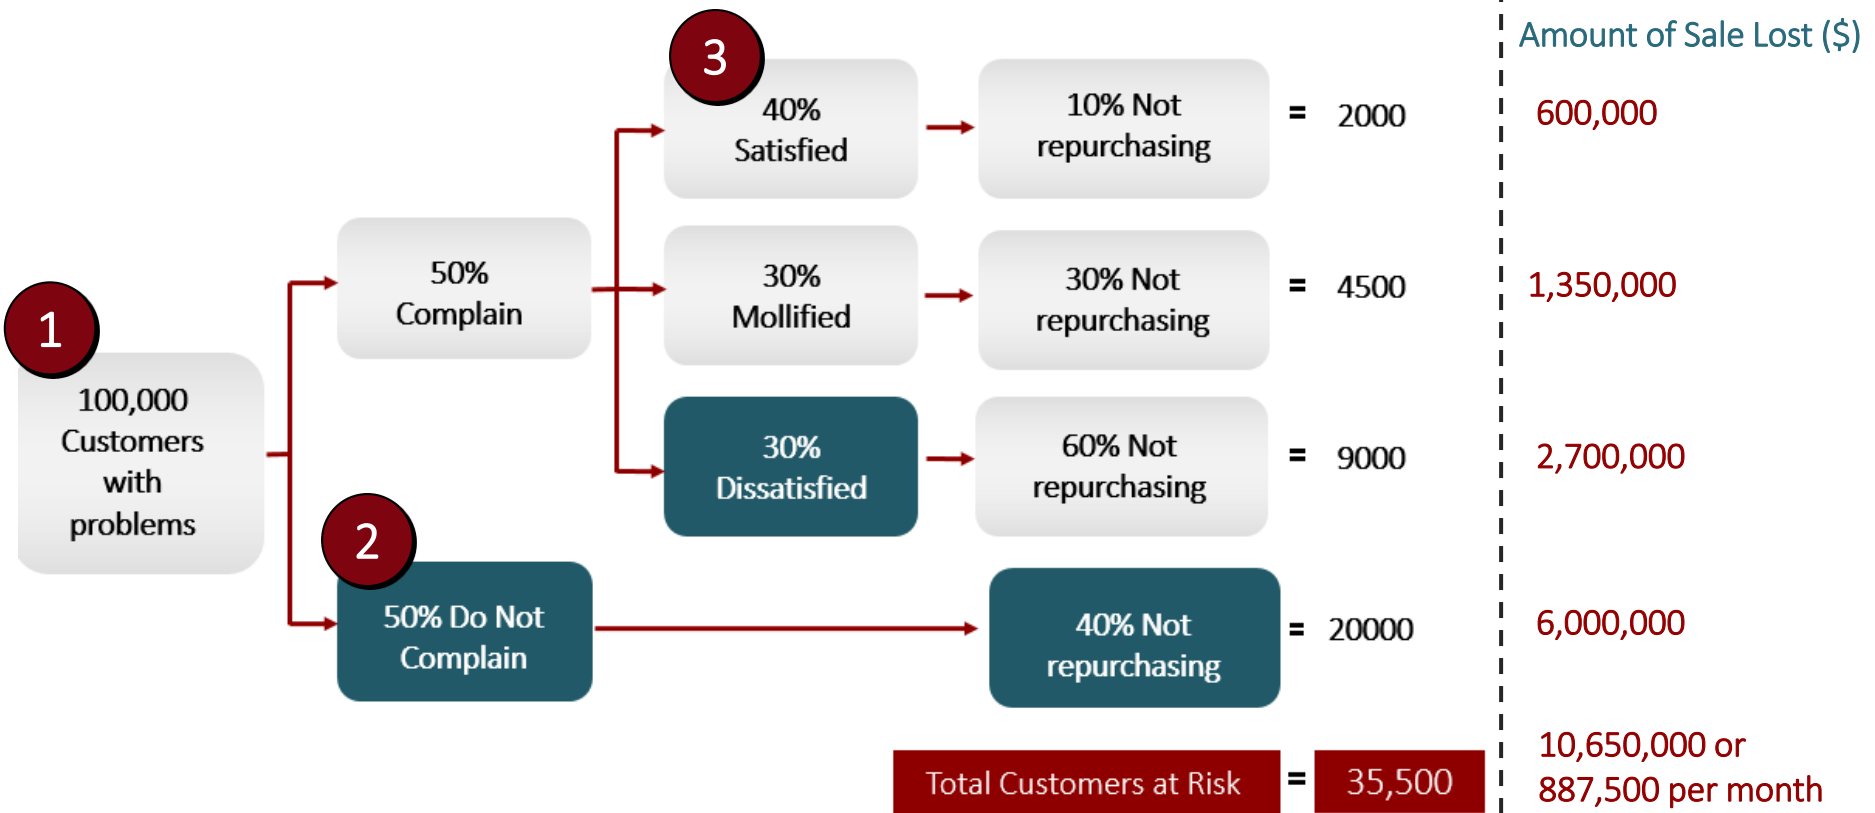 Amount of Sale Lost ($)
3
40%
Satisfied
10% Not
repurchasing
= 2000
600,000
50%
Complain
30%
Mollified
30% Not
repurchasing
= 4500
1,350,000
1
100,000
Customers
with
problems
30%
Dissatisfied
60% Not
repurchasing
= 9000
2,700,000
2
50% Do Not
Complain
40% Not
repurchasing
= 20000
6,000,000
Total Customers at Risk = 35,500
10,650,000 or
887,500 per month